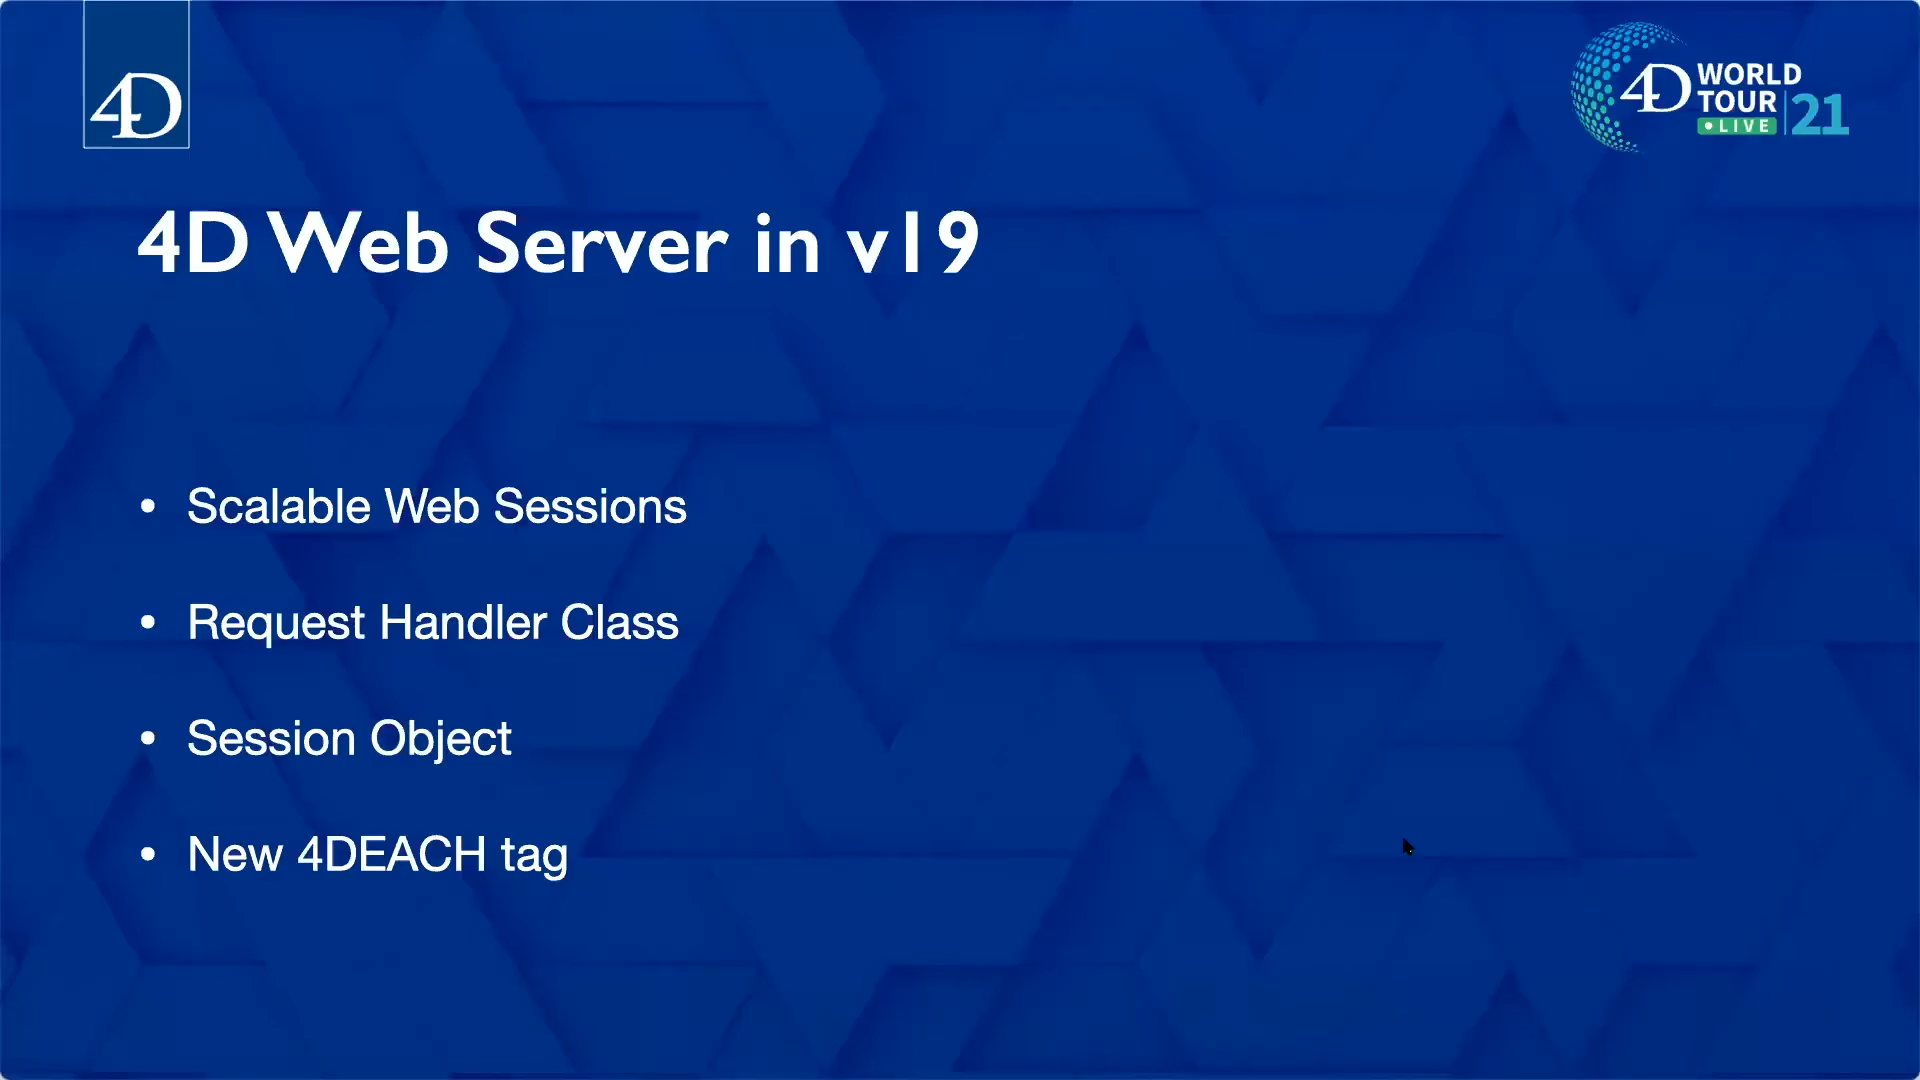 4D
4D WORLD
TOUR
LIVE
21
4D Web Server in v19
• Scalable Web Sessions
• Request Handler Class
• Session Object
• New 4DEACH tag